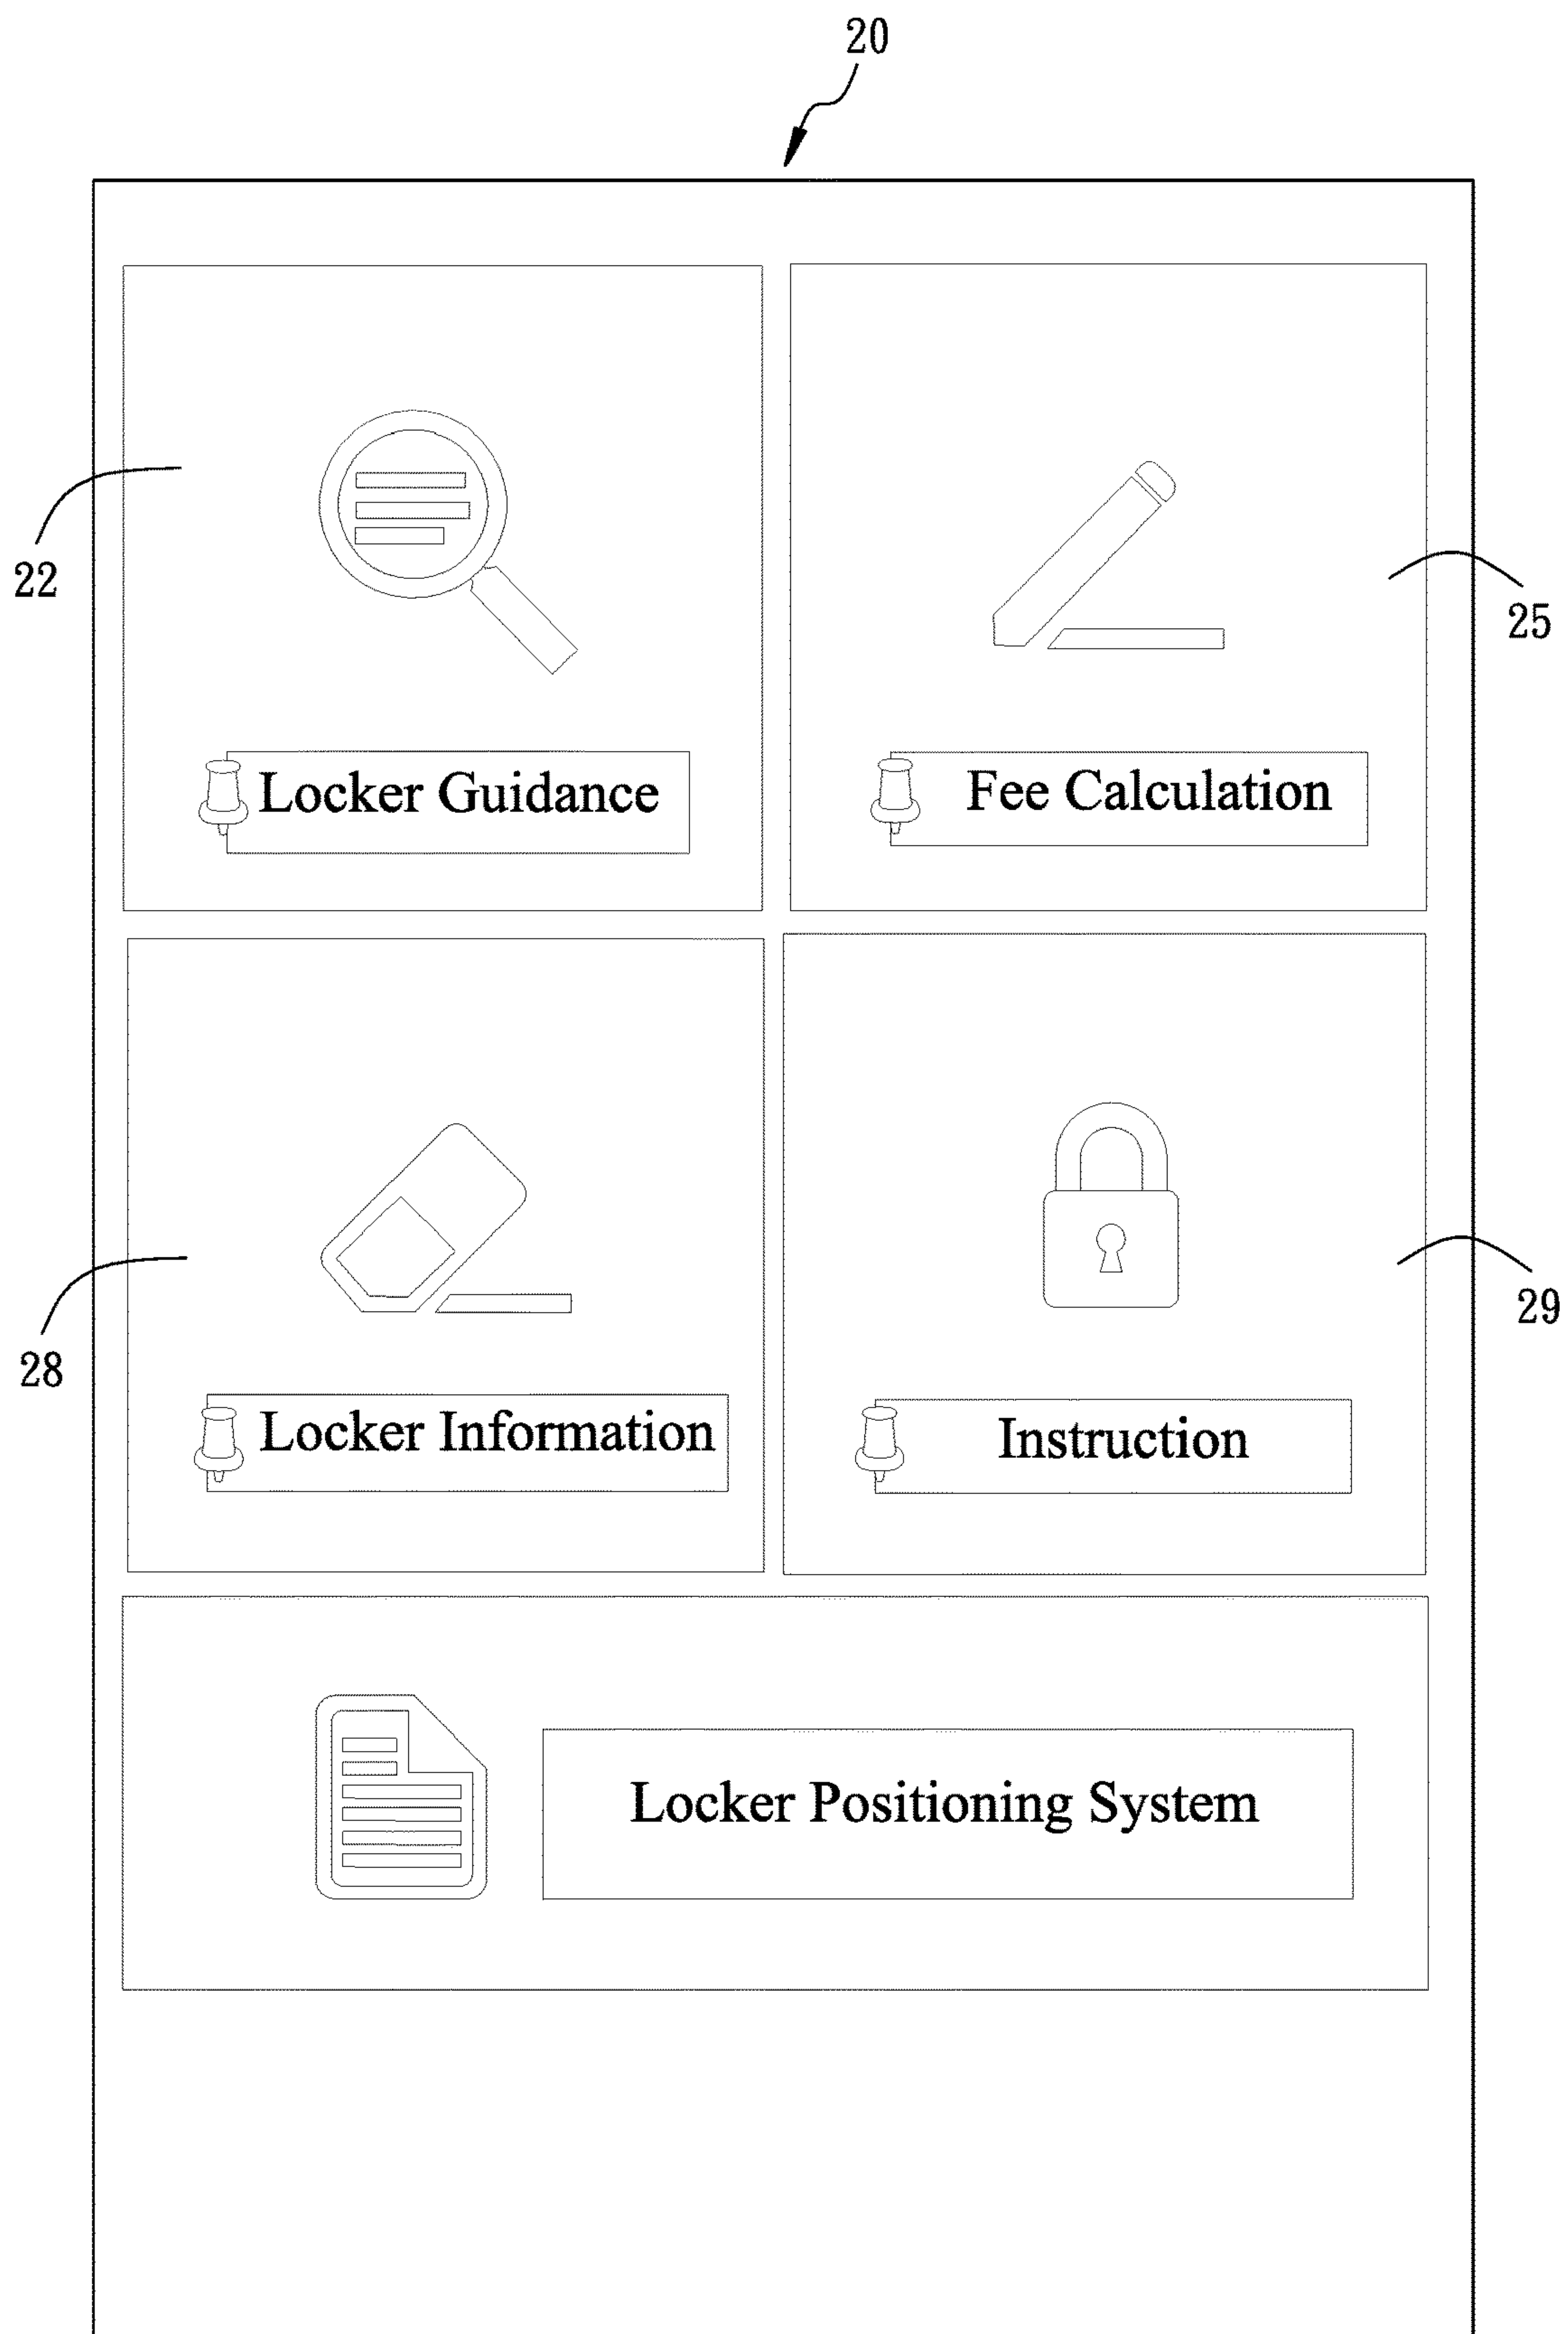 20
22
25
Locker Guidance
Fee Calculation
28
29
Locker Information
Instruction
Locker Positioning System